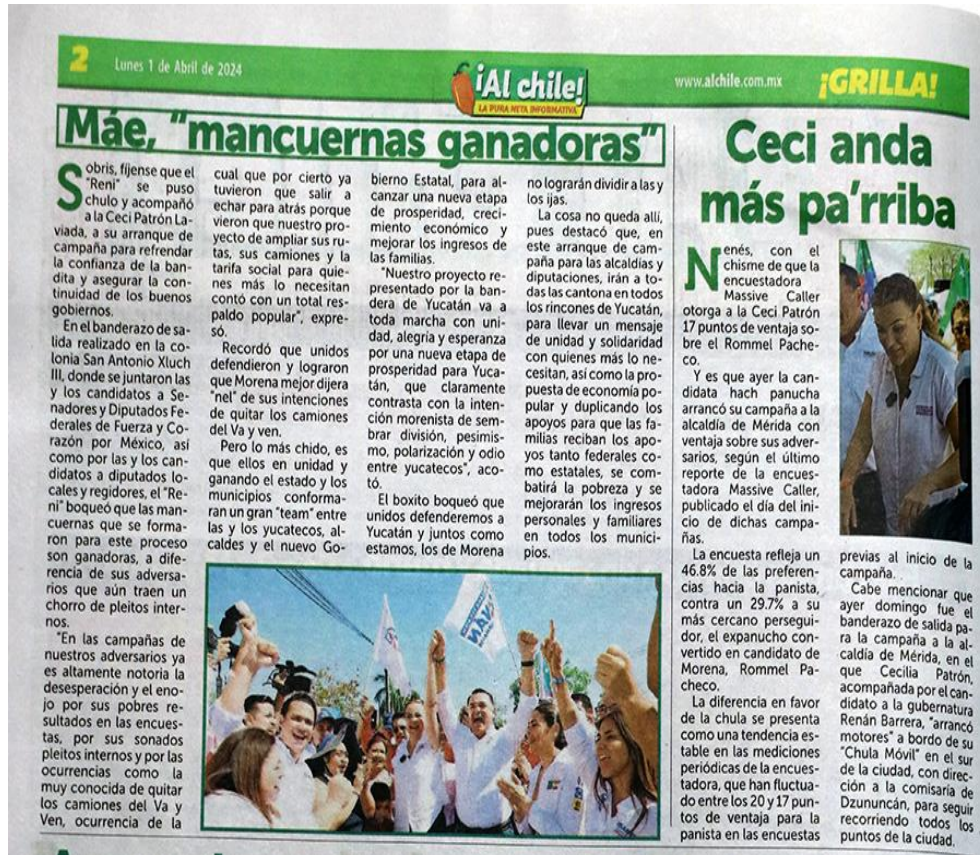 2
Lunes 1 de Abril de 2024
¡Al chile!
LA PURA NETA INFORMATIVA
www.alchile.com.mx
¡GRILLA!
Máe, "mancuernas ganadoras"
Sobris, fíjense que el
"Reni" se puso
chulo y acompañó
a la Ceci Patrón La-
viada, a su arranque de
campaña para refrendar
la confianza de la ban-
dita y asegurar la con-
tinuidad de los buenos
gobiernos.
En el banderazo de sa-
lida realizado en la co-
lonia San Antonio Xluch
III, donde se juntaron las
y los candidatos a Se-
nadores y Diputados Fe-
derales de Fuerza y Co-
razón por México, así
como por las y los can-
didatos a diputados lo-
cales y regidores, el "Re-
ni" boqueó que las man-
cuernas que se forma-
ron para este proceso
son ganadoras, a dife-
rencia de sus adversa-
rios que aún traen un
chorro de pleitos inter-
nos.
"En las campañas de
nuestros adversarios ya
es altamente notoria la
desesperación y el eno-
jo por sus pobres re-
sultados en las encues-
tas, por sus sonados
pleitos internos y por las
ocurrencias como la
muy conocida de quitar
los camiones del Va y
Ven, ocurrencia de la
cual que por cierto ya
tuvieron que salir a
echar para atrás porque
vieron que nuestro pro-
yecto de ampliar sus ru-
tas, sus camiones y la
tarifa social para quie-
nes más lo necesitan
contó con un total res-
paldo popular", expre-
só.
Recordó que unidos
defendieron y lograron
que Morena mejor dijera
"nel" de sus intenciones
de quitar los camiones
del Va y ven.
Pero lo más chido, es
que ellos en unidad y
ganando el estado y los
municipios conforma-
ran un gran "team" entre
las y los yucatecos, al-
caldes y el nuevo Go-
bierno Estatal, para al-
canzar una nueva etapa
de prosperidad, creci-
miento económico y
mejorar los ingresos de
las familias.
"Nuestro proyecto re-
presentado por la ban-
dera de Yucatán va a
toda marcha con uni-
dad, alegría y esperanza
por una nueva etapa de
prosperidad para Yuca-
tán, que claramente
contrasta con la inten-
ción morenista de sem-
brar división, pesimis-
mo, polarización y odio
entre yucatecos", aco-
tó.
El boxito boqueó que
unidos defenderemos a
Yucatán y juntos como
estamos, los de Morena
no lograrán dividir a las y
los ijas.
La cosa no queda allí,
pues destacó que, en
este arranque de cam-
paña para las alcaldías y
diputaciones, irán a to-
das las cantona en todos
los rincones de Yucatán,
para llevar un mensaje
de unidad y solidaridad
con quienes más lo ne-
cesitan, así como la pro-
puesta de economía po-
pular y duplicando los
apoyos para que las fa-
milias reciban los apo-
yos tanto federales co-
mo estatales, se com-
batirá la pobreza y se
mejorarán los ingresos
personales y familiares
en todos los munici-
pios.
Ceci anda
más pa'rriba
Nenés, con el
chisme de que la
encuestadora
Massive Caller
otorga a la Ceci Patrón
17 puntos de ventaja so-
bre el Rommel Pache-
co.
Y es que ayer la can-
didata hach panucha
arrancó su campaña a la
alcaldía de Mérida con
ventaja sobre sus adver-
sarios, según el último
reporte de la encues-
tadora Massive Caller,
publicado el día del ini-
cio de dichas campa-
ñas.
La encuesta refleja un
46.8% de las preferen-
cias hacia la panista,
contra un 29.7% a su
más cercano persegui-
dor, el expanucho con-
vertido en candidato de
Morena, Rommel Pa-
checo.
La diferencia en favor
de la chula se presenta
como una tendencia es-
table en las mediciones
periódicas de la encues-
tadora, que han fluctua-
do entre los 20 y 17 pun-
tos de ventaja para la
panista en las encuestas
previas al inicio de la
campaña.
Cabe mencionar que
ayer domingo fue el
banderazo de salida pa-
ra la campaña a la al-
caldía de Mérida, en el
que Cecilia Patrón,
acompañada por el can-
didato a la gubernatura
Renán Barrera, "arrancó
motores" a bordo de su
"Chula Móvil" en el sur
de la ciudad, con direc-
ción a la comisaría de
Dzununcán, para seguir
recorriendo todos los
puntos de la ciudad.